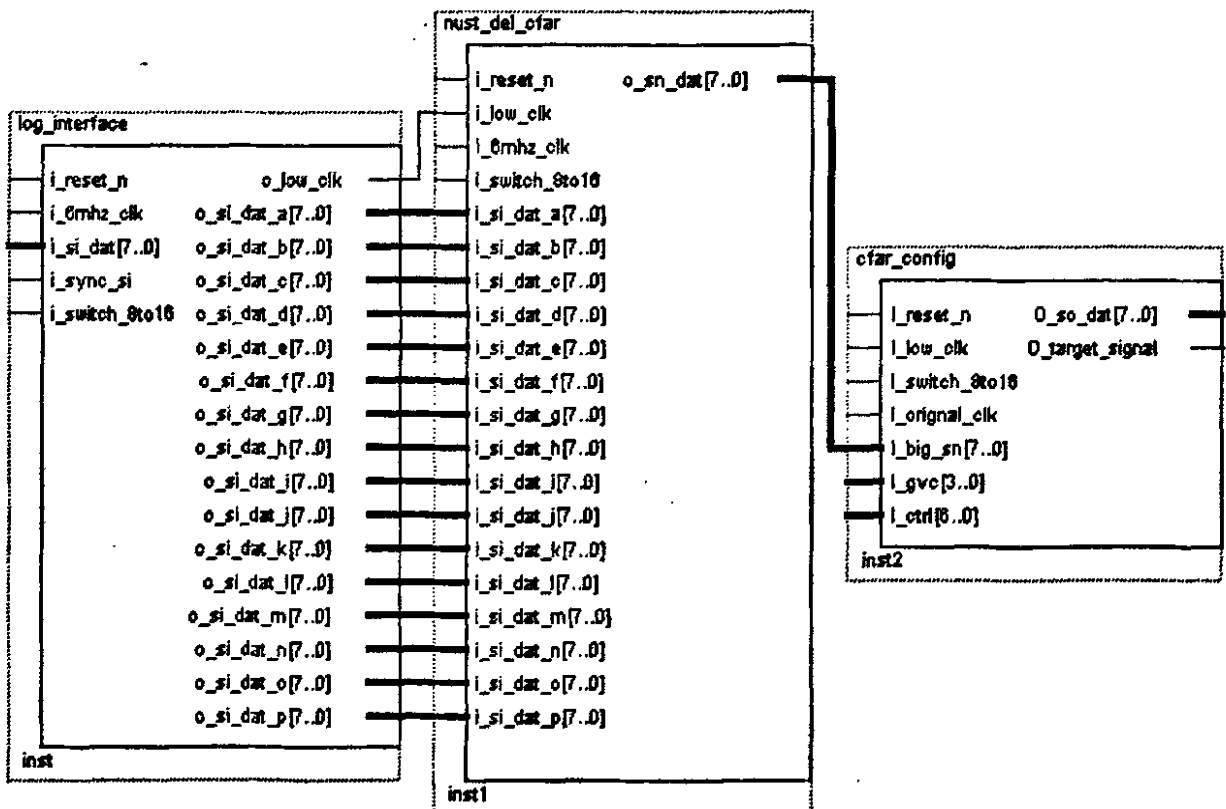 nust_del_cfar
i_reset_n o_sn_dat[7..0]
i_low_clk
i_6mhz_clk
i_switch_8to16
i_si_dat_a[7..0]
i_si_dat_b[7..0]
i_si_dat_c[7..0]
i_si_dat_d[7..0]
i_si_dat_e[7..0]
i_si_dat_f[7..0]
i_si_dat_g[7..0]
i_si_dat_h[7..0]
i_si_dat_i[7..0]
i_si_dat_j[7..0]
i_si_dat_k[7..0]
i_si_dat_l[7..0]
i_si_dat_m[7..0]
i_si_dat_n[7..0]
i_si_dat_o[7..0]
i_si_dat_p[7..0]
inst1
log_interface
i_reset_n o_low_clk
i_6mhz_clk o_si_dat_a[7..0]
i_si_dat[7..0] o_si_dat_b[7..0]
i_sync_si o_si_dat_c[7..0]
i_switch_8to16 o_si_dat_d[7..0]
o_si_dat_e[7..0]
o_si_dat_f[7..0]
o_si_dat_g[7..0]
o_si_dat_h[7..0]
o_si_dat_i[7..0]
o_si_dat_j[7..0]
o_si_dat_k[7..0]
o_si_dat_l[7..0]
o_si_dat_m[7..0]
o_si_dat_n[7..0]
o_si_dat_o[7..0]
o_si_dat_p[7..0]
inst
cfar_config
I_reset_n O_so_dat[7..0]
I_low_clk O_target_signal
I_switch_8to16
I_orignal_clk
I_big_sn[7..0]
I_gvc[3..0]
I_ctrl[6..0]
inst2